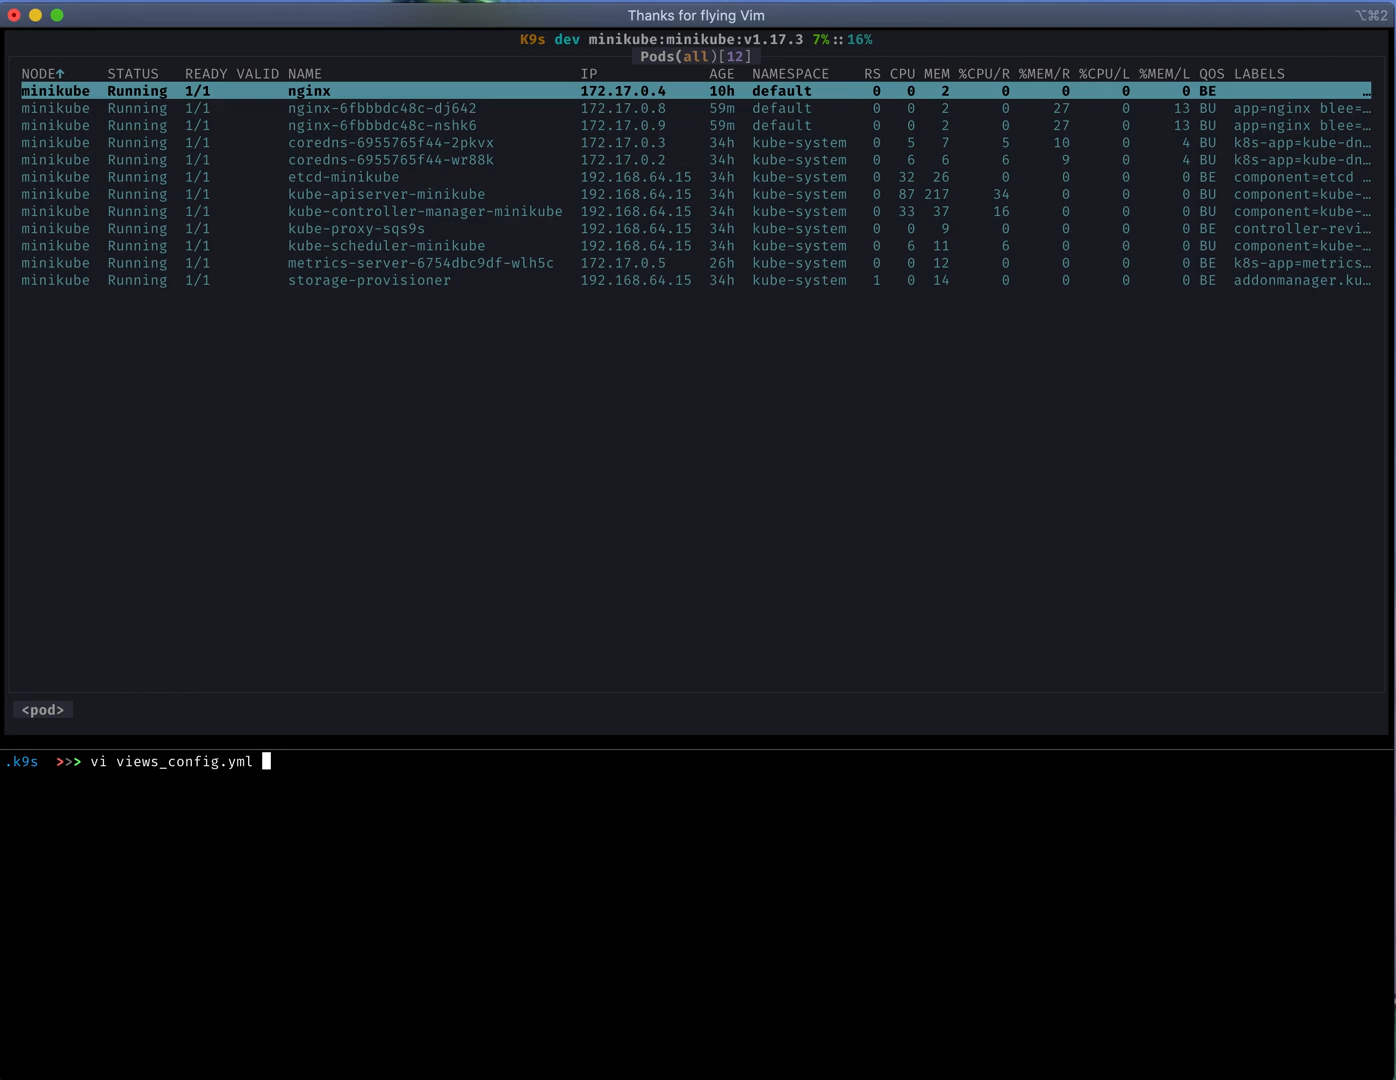 Thanks for flying Vim ⌥⌘2
K9s dev minikube:minikube:v1.17.3 7%::16%
Pods(all)[12]
NODE↑ STATUS READY VALID NAME IP AGE NAMESPACE RS CPU MEM %CPU/R %MEM/R %CPU/L %MEM/L QOS LABELS
minikube Running 1/1 nginx 172.17.0.4 10h default 0 0 2 0 0 0 0 BE …
minikube Running 1/1 nginx-6fbbbdc48c-dj642 172.17.0.8 59m default 0 0 2 0 27 0 13 BU app=nginx blee=…
minikube Running 1/1 nginx-6fbbbdc48c-nshk6 172.17.0.9 59m default 0 0 2 0 27 0 13 BU app=nginx blee=…
minikube Running 1/1 coredns-6955765f44-2pkvx 172.17.0.3 34h kube-system 0 5 7 5 10 0 4 BU k8s-app=kube-dn…
minikube Running 1/1 coredns-6955765f44-wr88k 172.17.0.2 34h kube-system 0 6 6 6 9 0 4 BU k8s-app=kube-dn…
minikube Running 1/1 etcd-minikube 192.168.64.15 34h kube-system 0 32 26 0 0 0 0 BE component=etcd …
minikube Running 1/1 kube-apiserver-minikube 192.168.64.15 34h kube-system 0 87 217 34 0 0 0 BU component=kube-…
minikube Running 1/1 kube-controller-manager-minikube 192.168.64.15 34h kube-system 0 33 37 16 0 0 0 BU component=kube-…
minikube Running 1/1 kube-proxy-sqs9s 192.168.64.15 34h kube-system 0 0 9 0 0 0 0 BE controller-revi…
minikube Running 1/1 kube-scheduler-minikube 192.168.64.15 34h kube-system 0 6 11 6 0 0 0 BU component=kube-…
minikube Running 1/1 metrics-server-6754dbc9df-wlh5c 172.17.0.5 26h kube-system 0 0 12 0 0 0 0 BE k8s-app=metrics…
minikube Running 1/1 storage-provisioner 192.168.64.15 34h kube-system 1 0 14 0 0 0 0 BE addonmanager.ku…
<pod>
.k9s >>> vi views_config.yml